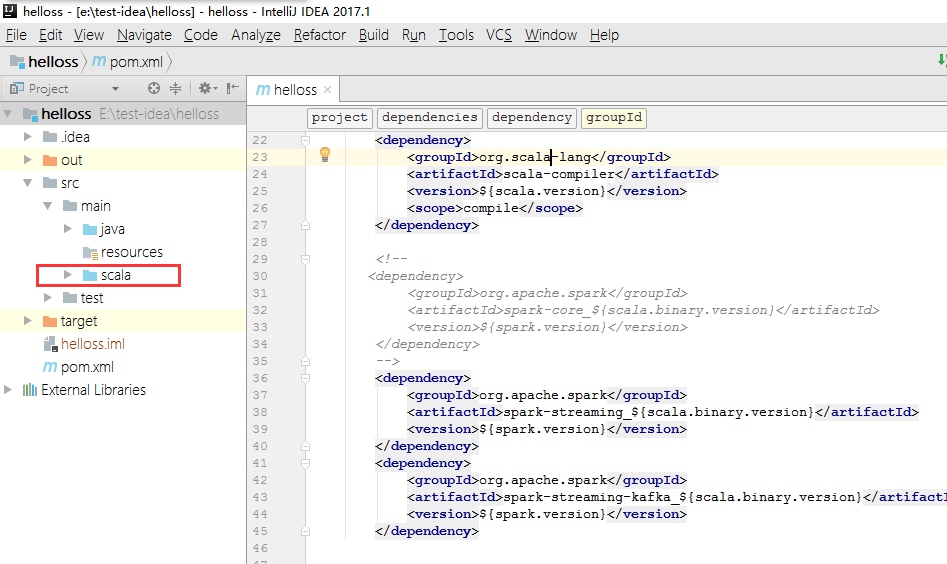 helloss - [e:\test-idea\helloss] - helloss - IntelliJ IDEA 2017.1
File Edit View Navigate Code Analyze Refactor Build Run Tools VCS Window Help
helloss pom.xml
Project
helloss
helloss E:\test-idea\helloss
.idea
out
src
main
java
resources
scala
test
target
helloss.iml
pom.xml
External Libraries
project dependencies dependency groupId
22 <dependency>
23 <groupId>org.scala-lang</groupId>
24 <artifactId>scala-compiler</artifactId>
25 <version>${scala.version}</version>
26 <scope>compile</scope>
27 </dependency>
28
29 <!--
30 <dependency>
31 <groupId>org.apache.spark</groupId>
32 <artifactId>spark-core_${scala.binary.version}</artifactId>
33 <version>${spark.version}</version>
34 </dependency>
35 -->
36 <dependency>
37 <groupId>org.apache.spark</groupId>
38 <artifactId>spark-streaming_${scala.binary.version}</artifactId>
39 <version>${spark.version}</version>
40 </dependency>
41 <dependency>
42 <groupId>org.apache.spark</groupId>
43 <artifactId>spark-streaming-kafka_${scala.binary.version}</artifactI
44 <version>${spark.version}</version>
45 </dependency>
46